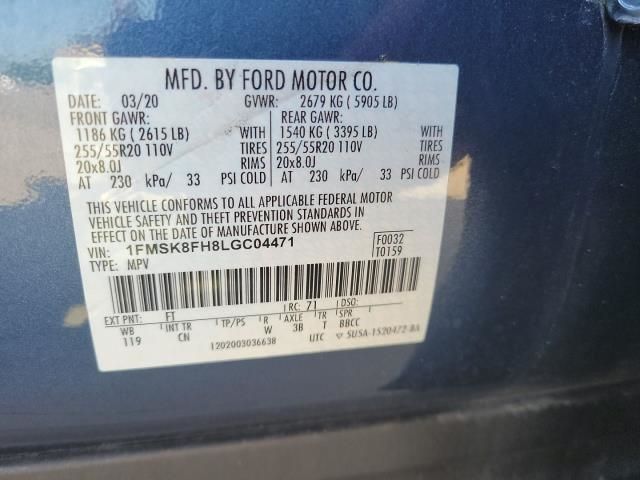 MFD. BY FORD MOTOR CO.
DATE: 03/20 GVWR: 2679 KG ( 5905 LB)
FRONT GAWR: REAR GAWR:
1186 KG ( 2615 LB) WITH 1540 KG ( 3395 LB) WITH
255/55R20 110V TIRES 255/55R20 110V TIRES
20x8.0J RIMS 20x8.0J RIMS
AT 230 kPa/ 33 PSI COLD AT 230 kPa/ 33 PSI COLD
THIS VEHICLE CONFORMS TO ALL APPLICABLE FEDERAL MOTOR
VEHICLE SAFETY AND THEFT PREVENTION STANDARDS IN
EFFECT ON THE DATE OF MANUFACTURE SHOWN ABOVE.
VIN: 1FMSK8FH8LGC04471 F0032
TYPE: MPV T0159
EXT PNT: FT RC: 71 DSO:
WB INT TR TP/PS R AXLE TR SPR
119 CN W 3B T BBCC
1202003036638 UTC 5USA-1520472-BA